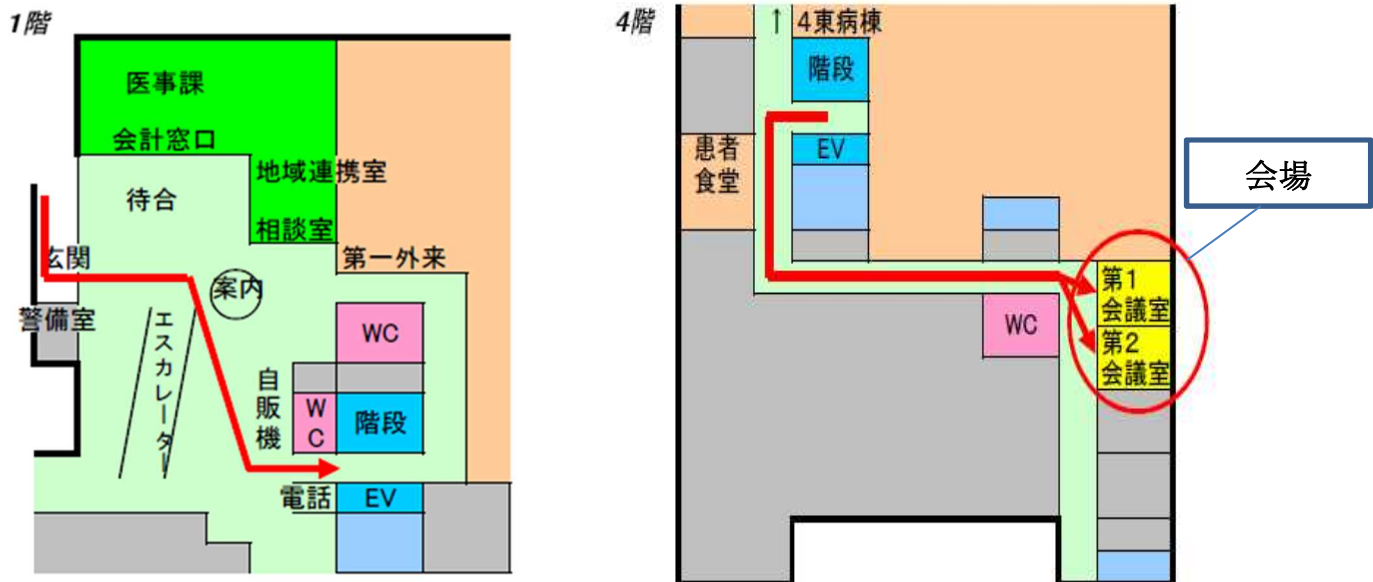 1階
医事課
会計窓口
地域連携室
待合
相談室
玄関
第一外来
案内
警備室
エスカレーター
WC
自販機
WC
階段
電話
EV
4階
↑ 4東病棟
階段
患者
食堂
EV
会場
第1
会議室
WC
第2
会議室